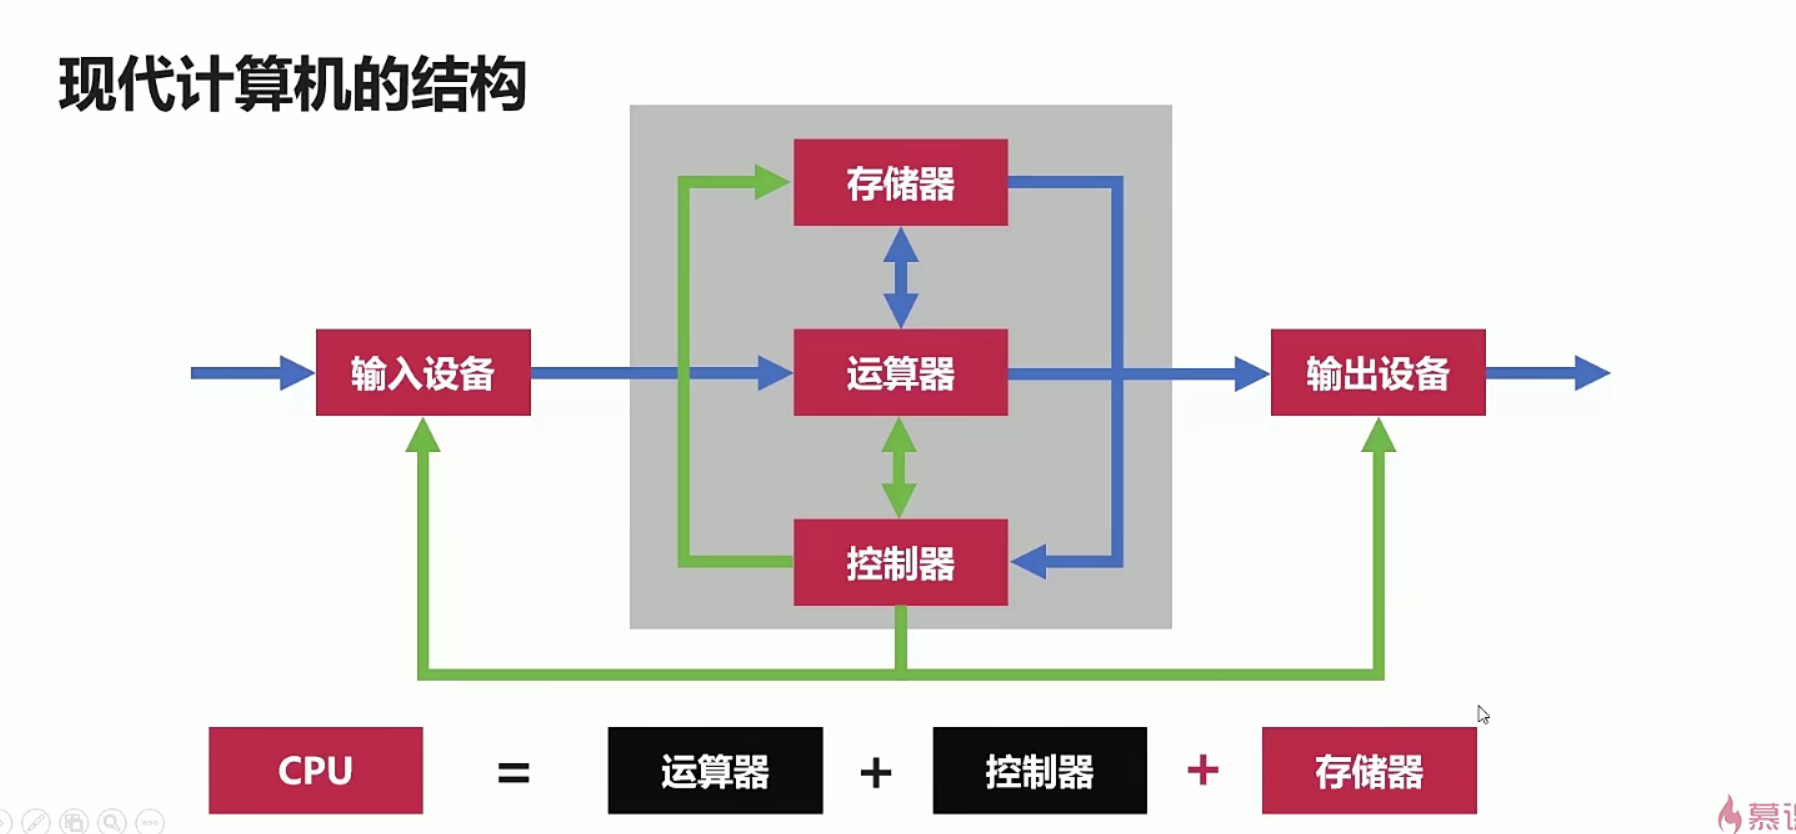 现代计算机的结构
存储器
输入设备
运算器
输出设备
控制器
CPU = 运算器 + 控制器 + 存储器
慕